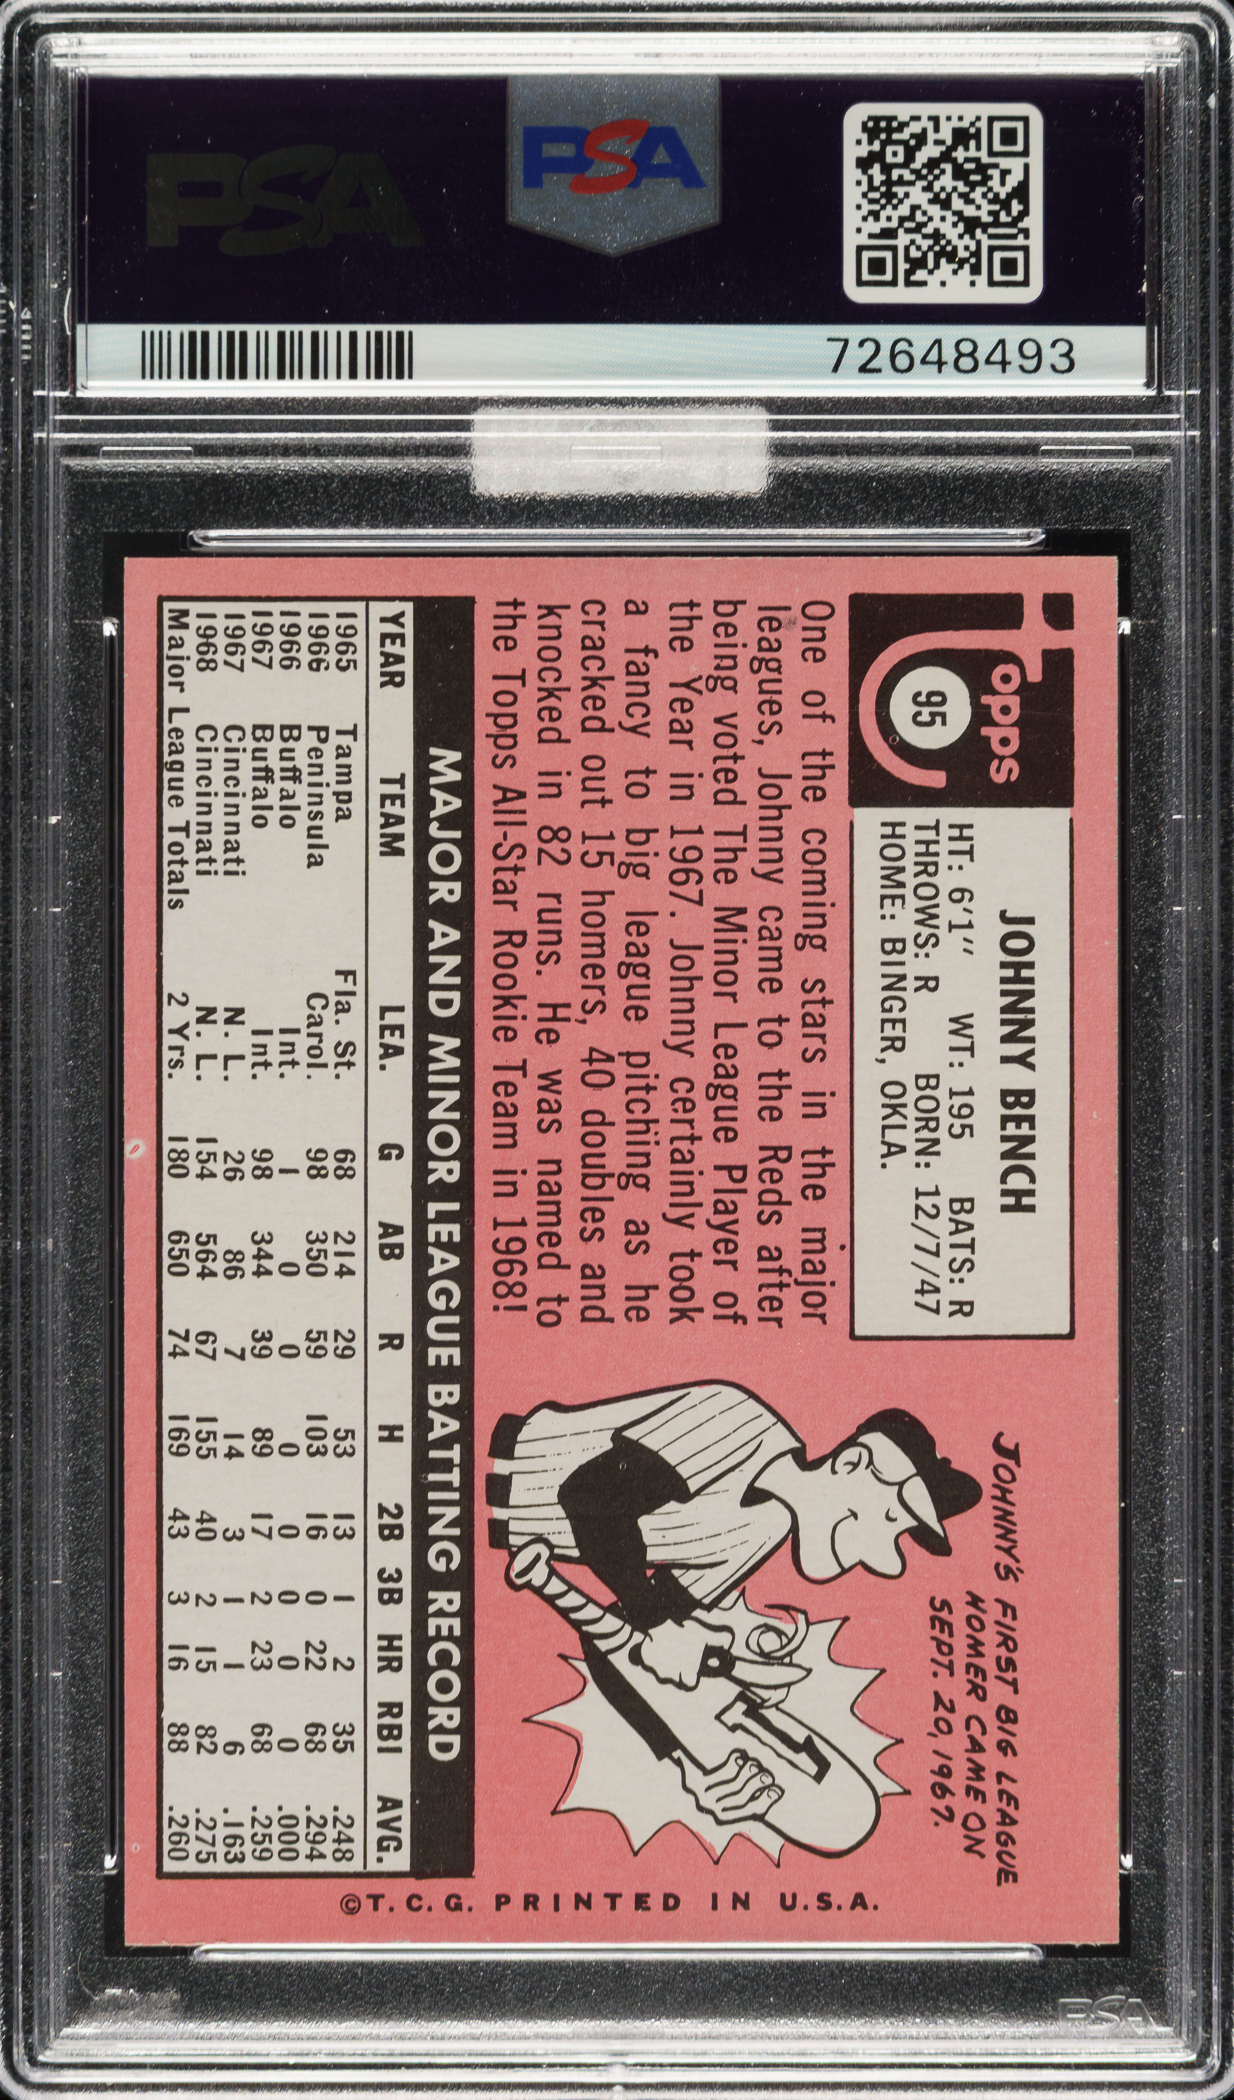 PSA
PSA
72648493
Topps
95
JOHNNY BENCH
HT: 6'1" WT: 195 BATS: R
THROWS: R BORN: 12/7/47
HOME: BINGER, OKLA.
One of the coming stars in the major
leagues, Johnny came to the Reds after
being voted The Minor League Player of
the Year in 1967. Johnny certainly took
a fancy to big league pitching as he
cracked out 15 homers, 40 doubles and
knocked in 82 runs. He was named to
the Topps All-Star Rookie Team in 1968!
JOHNNY'S FIRST BIG LEAGUE
HOMER CAME ON
SEPT. 20, 1967.
MAJOR AND MINOR LEAGUE BATTING RECORD
YEAR TEAM LEA. G AB R H 2B 3B HR RBI AVG.
1965 Tampa Fla. St. 68 214 29 53 13 1 2 35 .248
1966 Peninsula Carol. 98 350 59 103 16 0 22 68 .294
1966 Buffalo Int. 1 0 0 0 0 0 0 0 .000
1967 Buffalo Int. 98 344 39 89 17 2 23 68 .259
1967 Cincinnati N. L. 26 86 7 14 3 1 1 6 .163
1968 Cincinnati N. L. 154 564 67 155 40 2 15 82 .275
Major League Totals 2 Yrs. 180 650 74 169 43 3 16 88 .260
©T. C. G. PRINTED IN U.S.A.
PSA